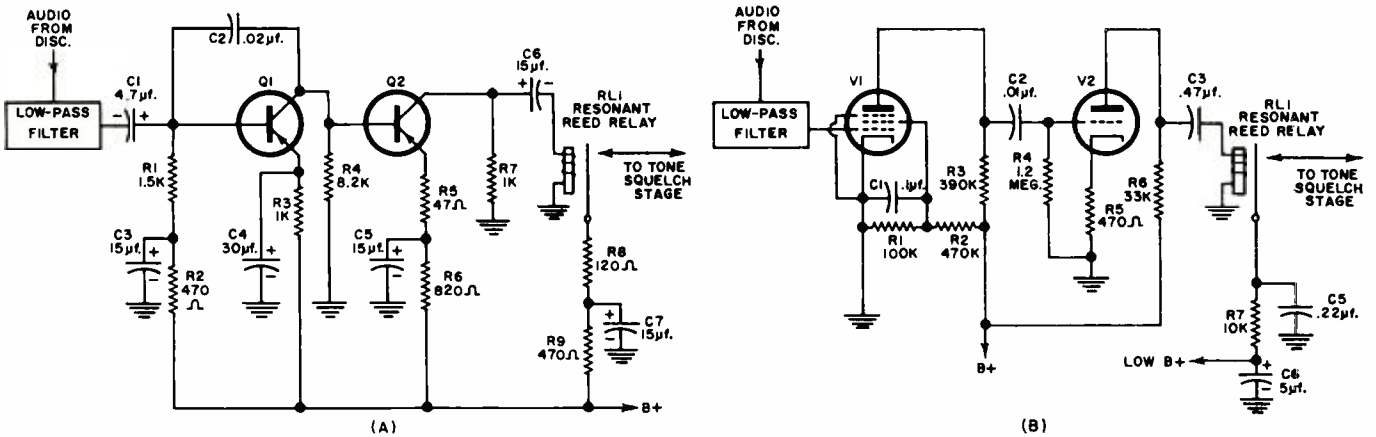 AUDIO
FROM
DISC.
LOW-PASS
FILTER
C1
4.7µf.
- +
C2 .02µf.
Q1
Q2
R1
1.5K
C3
15µf.
+
-
R2
470
Ω
C4
30µf.
+
-
R3
1K
R4
8.2K
R5
47Ω
C5
15µf.
+
-
R6
820Ω
R7
1K
C6
15µf.
+ -
RL1
RESONANT
REED RELAY
TO TONE
SQUELCH
STAGE
R8
120Ω
C7
15µf.
+
-
R9
470Ω
B+
(A)
AUDIO
FROM
DISC.
LOW-PASS
FILTER
V1
C1 .1µf.
R1
100K
R2
470K
R3
390K
C2
.01µf.
R4
1.2
MEG.
V2
R5
470Ω
R6
33K
C3
.47µf.
RL1
RESONANT
REED RELAY
TO TONE
SQUELCH
STAGE
R7
10K
C5
.22µf.
LOW B+
+
-
C6
5µf.
B+
(B)